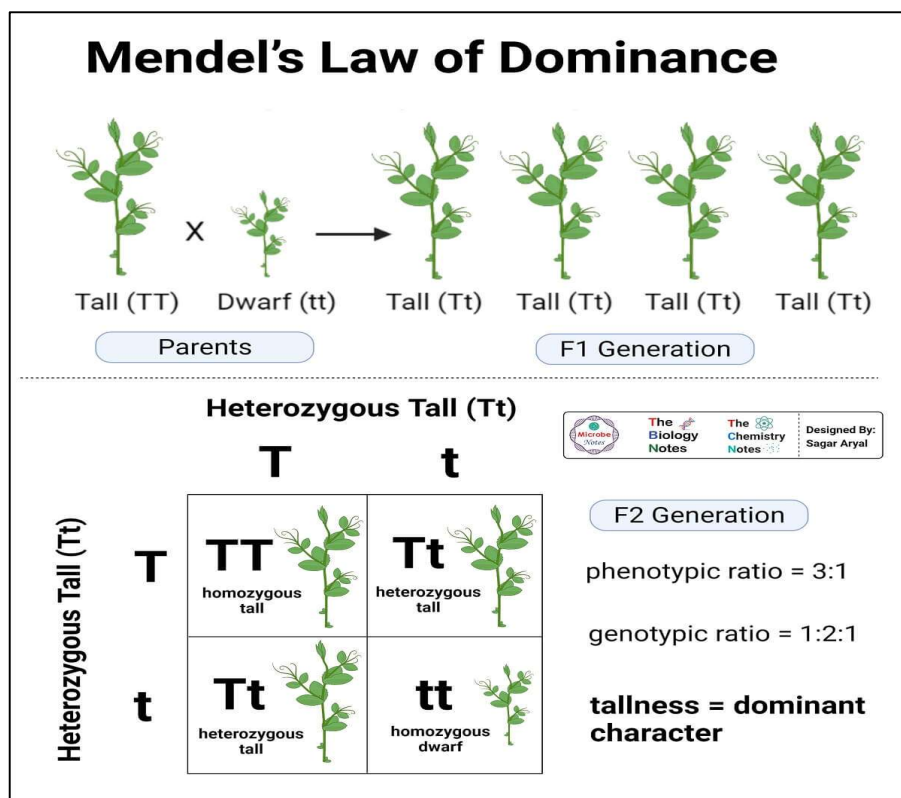 Mendel's Law of Dominance
X
Tall (TT)
Dwarf (tt)
Tall (Tt)
Tall (Tt)
Tall (Tt)
Tall (Tt)
Parents
F1 Generation
Heterozygous Tall (Tt)
T
t
Microbe
Notes
The
Biology
Notes
The
Chemistry
Notes
Designed By:
Sagar Aryal
Heterozygous Tall (Tt)
T
TT
homozygous
tall
Tt
heterozygous
tall
t
Tt
heterozygous
tall
tt
homozygous
dwarf
F2 Generation
phenotypic ratio = 3:1
genotypic ratio = 1:2:1
tallness = dominant
character